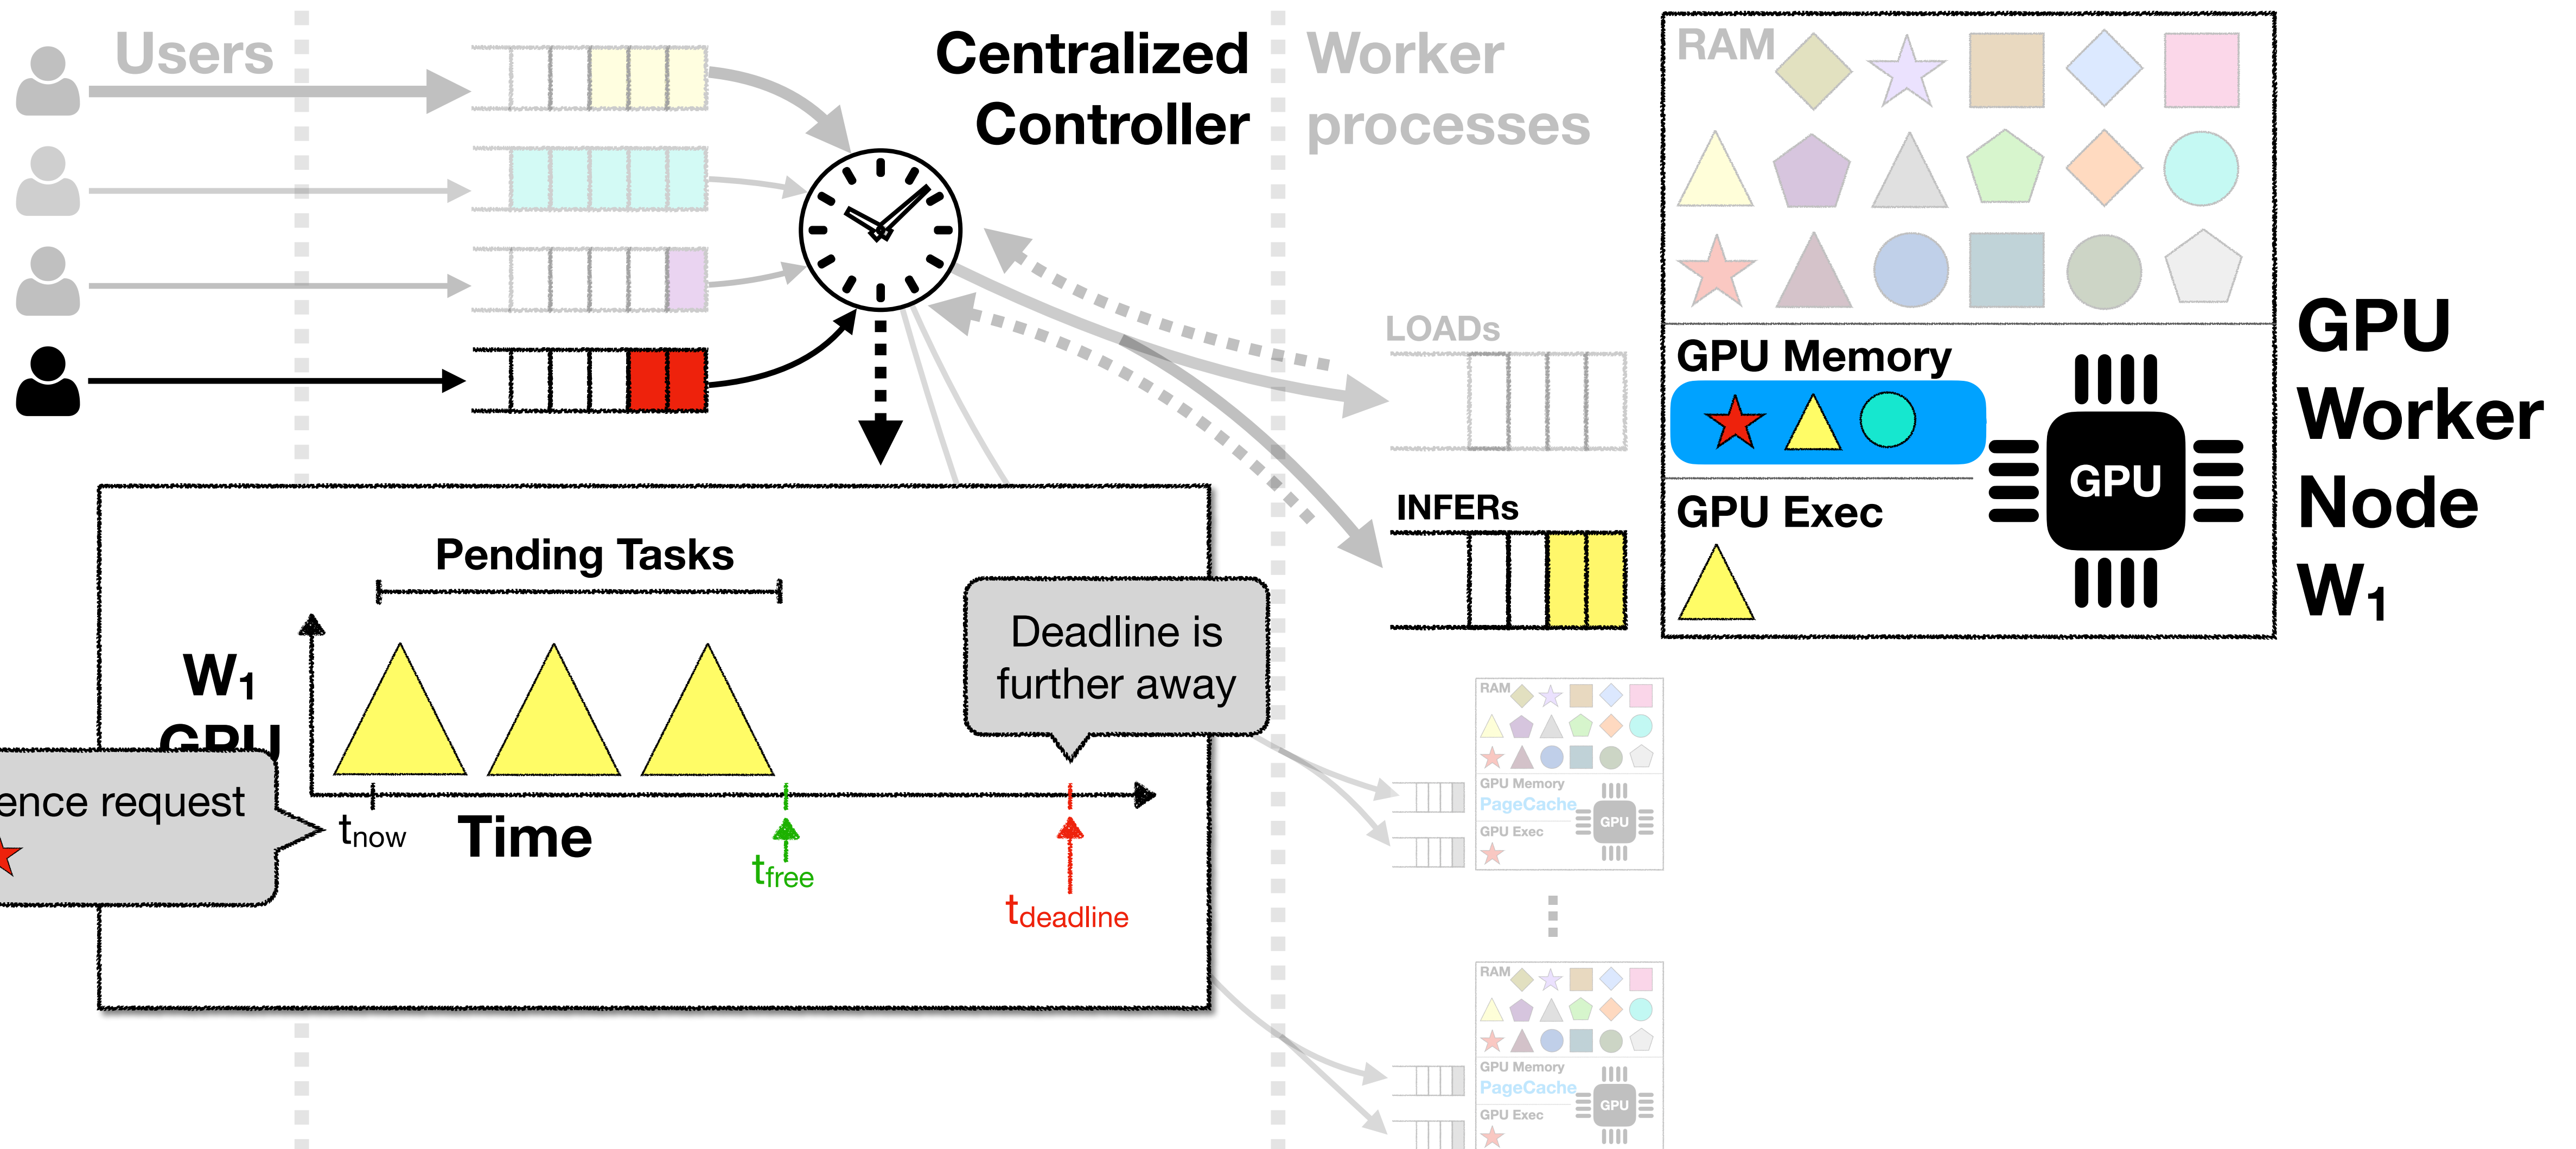 Users
Centralized
Controller
Worker
processes
RAM
LOADs
GPU Memory
GPU
INFERs
GPU Exec
GPU
Worker
Node
W₁
Pending Tasks
Deadline is
further away
W₁
GPU
ence request
tnow
Time
tfree
tdeadline
RAM
GPU Memory
PageCache
GPU
GPU Exec
RAM
GPU Memory
PageCache
GPU
GPU Exec